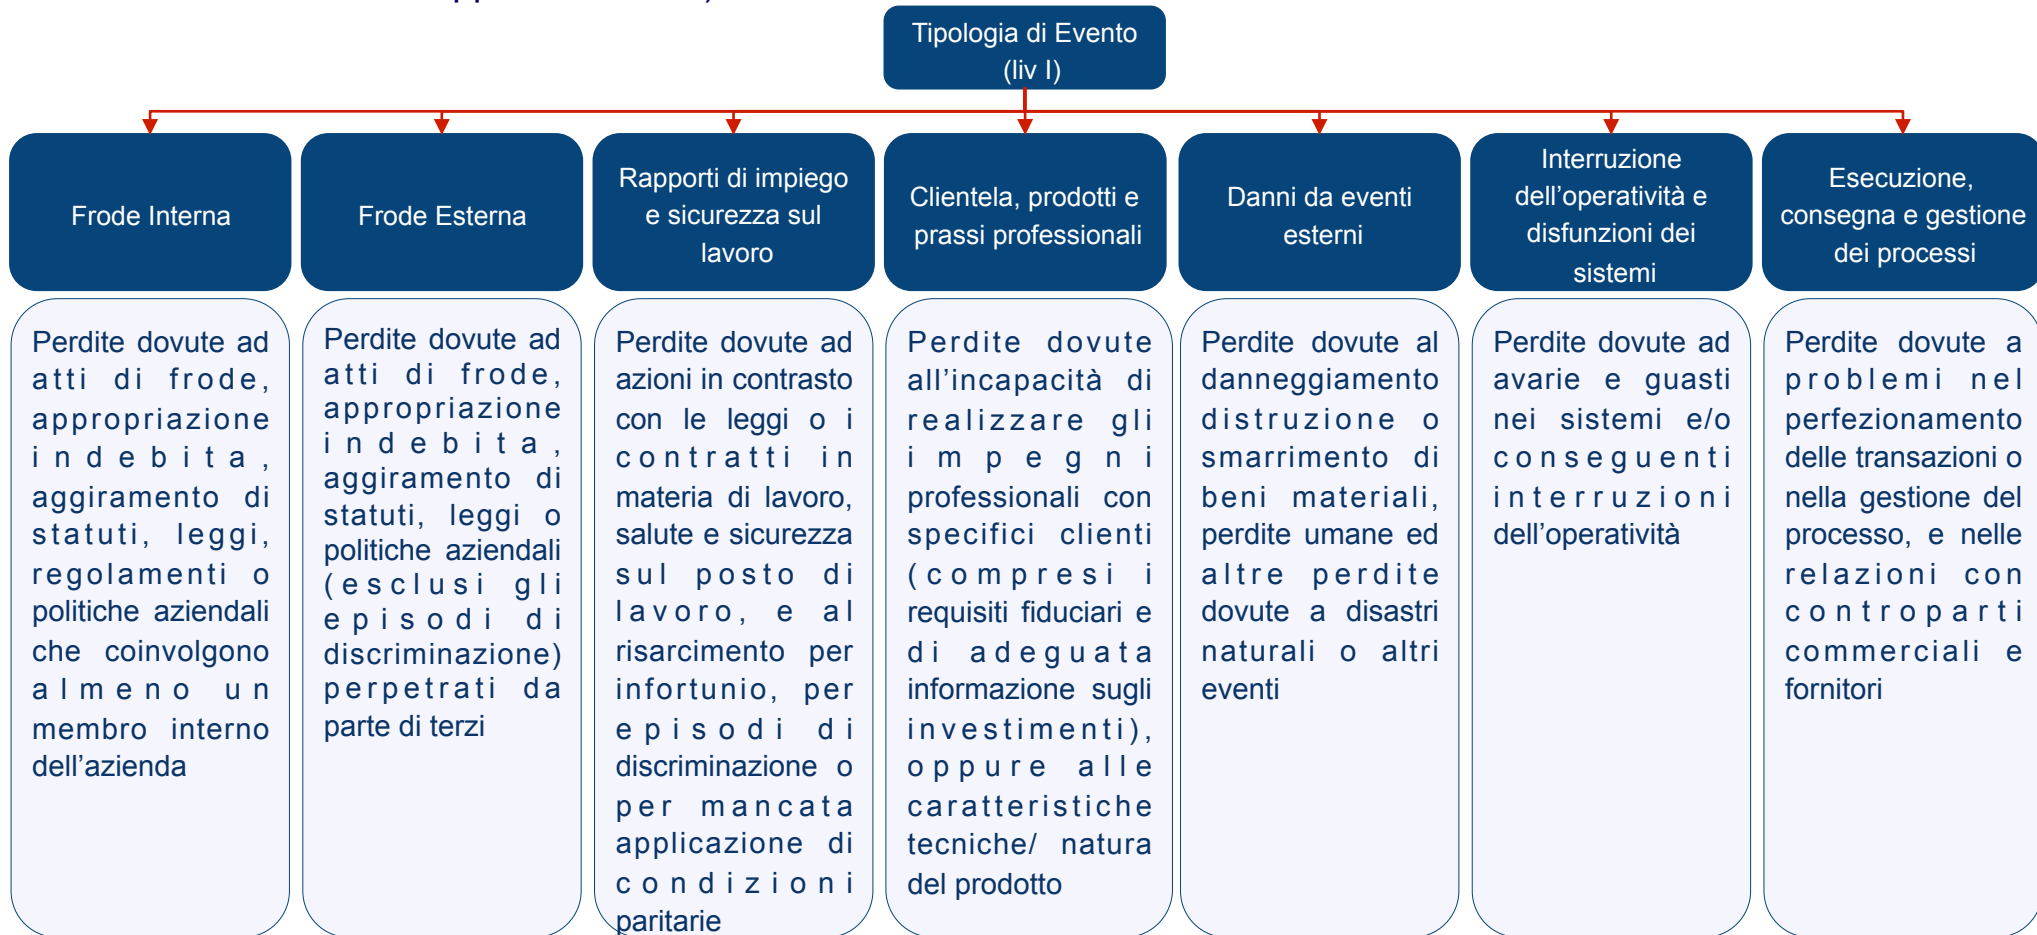 Tipologia di Evento
(liv I)
Frode Interna
Frode Esterna
Rapporti di impiego
e sicurezza sul
lavoro
Clientela, prodotti e
prassi professionali
Danni da eventi
esterni
Interruzione
dell’operatività e
disfunzioni dei
sistemi
Esecuzione,
consegna e gestione
dei processi
Perdite dovute ad
atti di frode,
appropriazione
indebita,
aggiramento di
statuti, leggi,
regolamenti o
politiche aziendali
che coinvolgono
almeno un
membro interno
dell’azienda
Perdite dovute ad
atti di frode,
appropriazione
indebita,
aggiramento di
statuti, leggi o
politiche aziendali
(esclusi gli
episodi di
discriminazione)
perpetrati da
parte di terzi
Perdite dovute ad
azioni in contrasto
con le leggi o i
contratti in
materia di lavoro,
salute e sicurezza
sul posto di
lavoro, e al
risarcimento per
infortunio, per
episodi di
discriminazione o
per mancata
applicazione di
condizioni
paritarie
Perdite dovute
all’incapacità di
realizzare gli
impegni
professionali con
specifici clienti
(compresi i
requisiti fiduciari e
di adeguata
informazione sugli
investimenti),
oppure alle
caratteristiche
tecniche/ natura
del prodotto
Perdite dovute al
danneggiamento
distruzione o
smarrimento di
beni materiali,
perdite umane ed
altre perdite
dovute a disastri
naturali o altri
eventi
Perdite dovute ad
avarie e guasti
nei sistemi e/o
conseguenti
interruzioni
dell’operatività
Perdite dovute a
problemi nel
perfezionamento
delle transazioni o
nella gestione del
processo, e nelle
relazioni con
controparti
commerciali e
fornitori